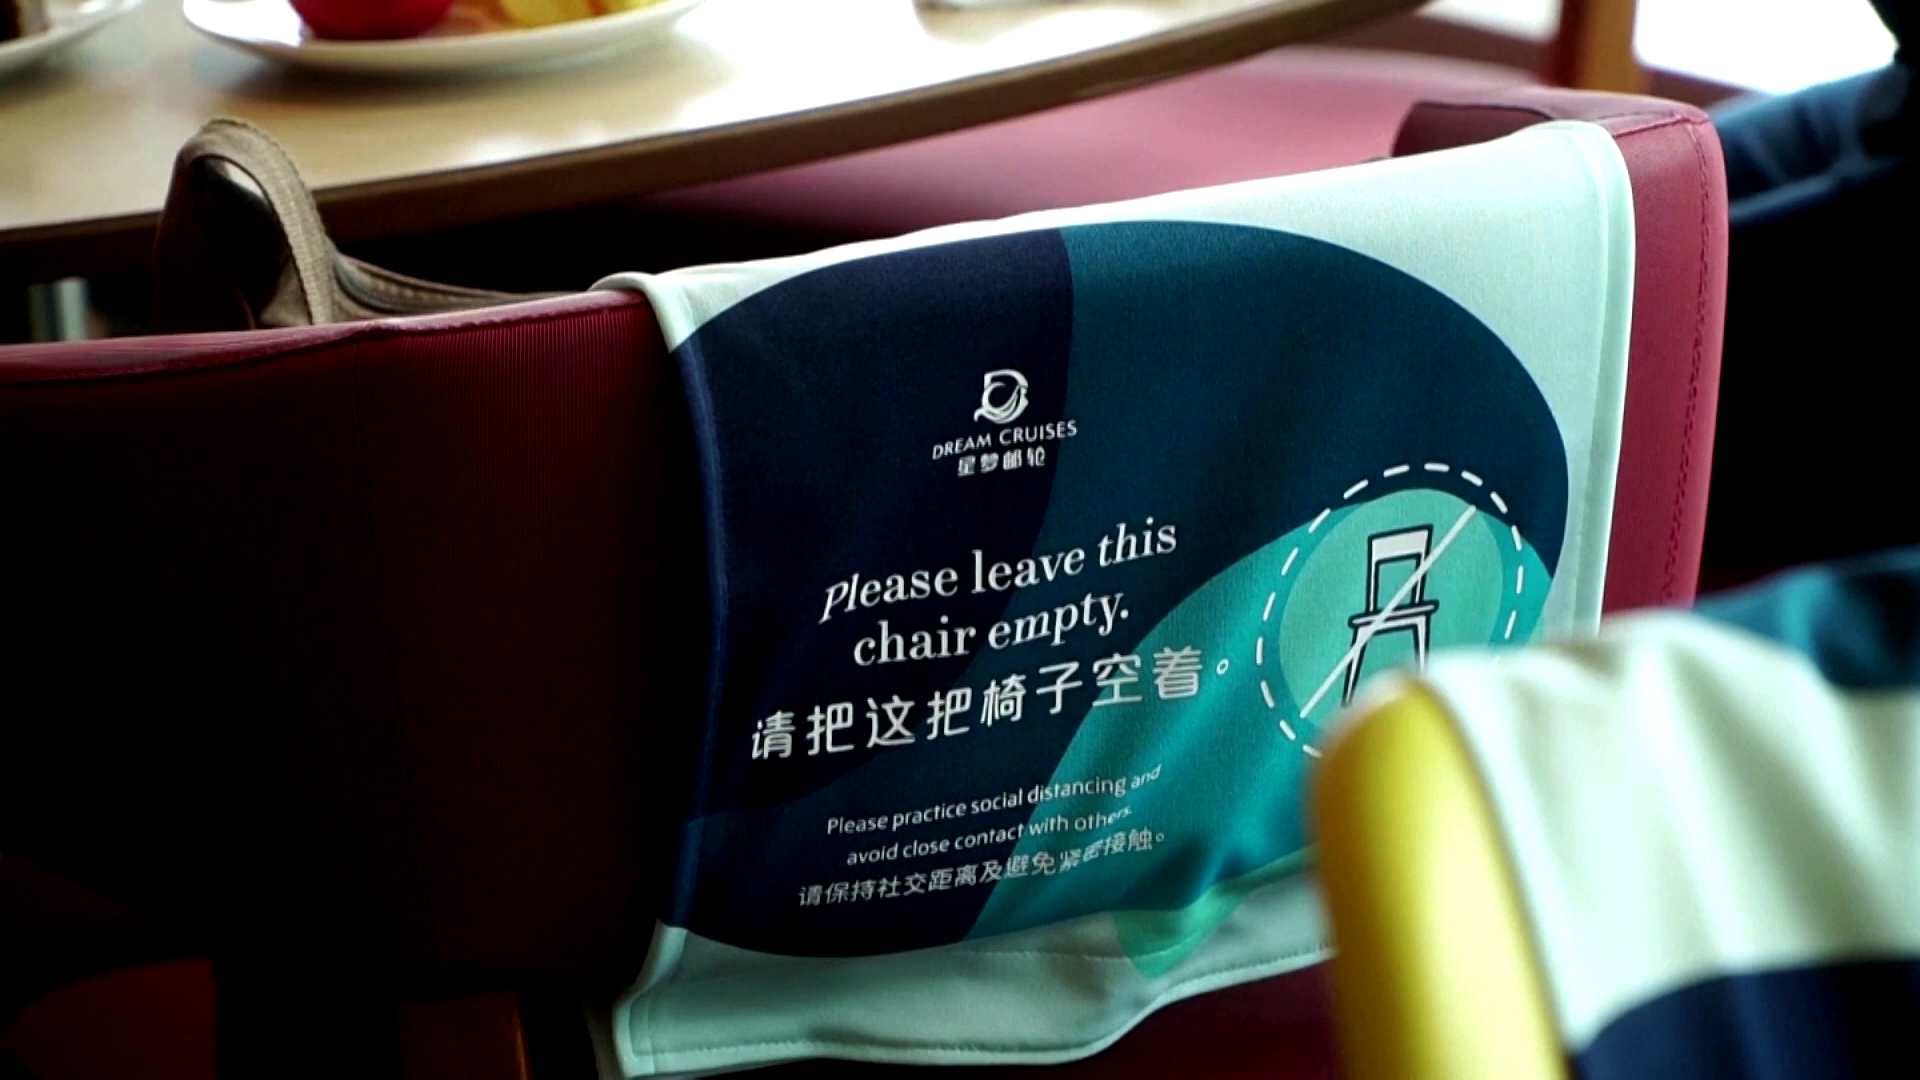 DREAM CRUISES
星梦邮轮
Please leave this
chair empty.
请把这把椅子空着。
Please practice social distancing and
avoid close contact with others.
请保持社交距离及避免紧密接触。